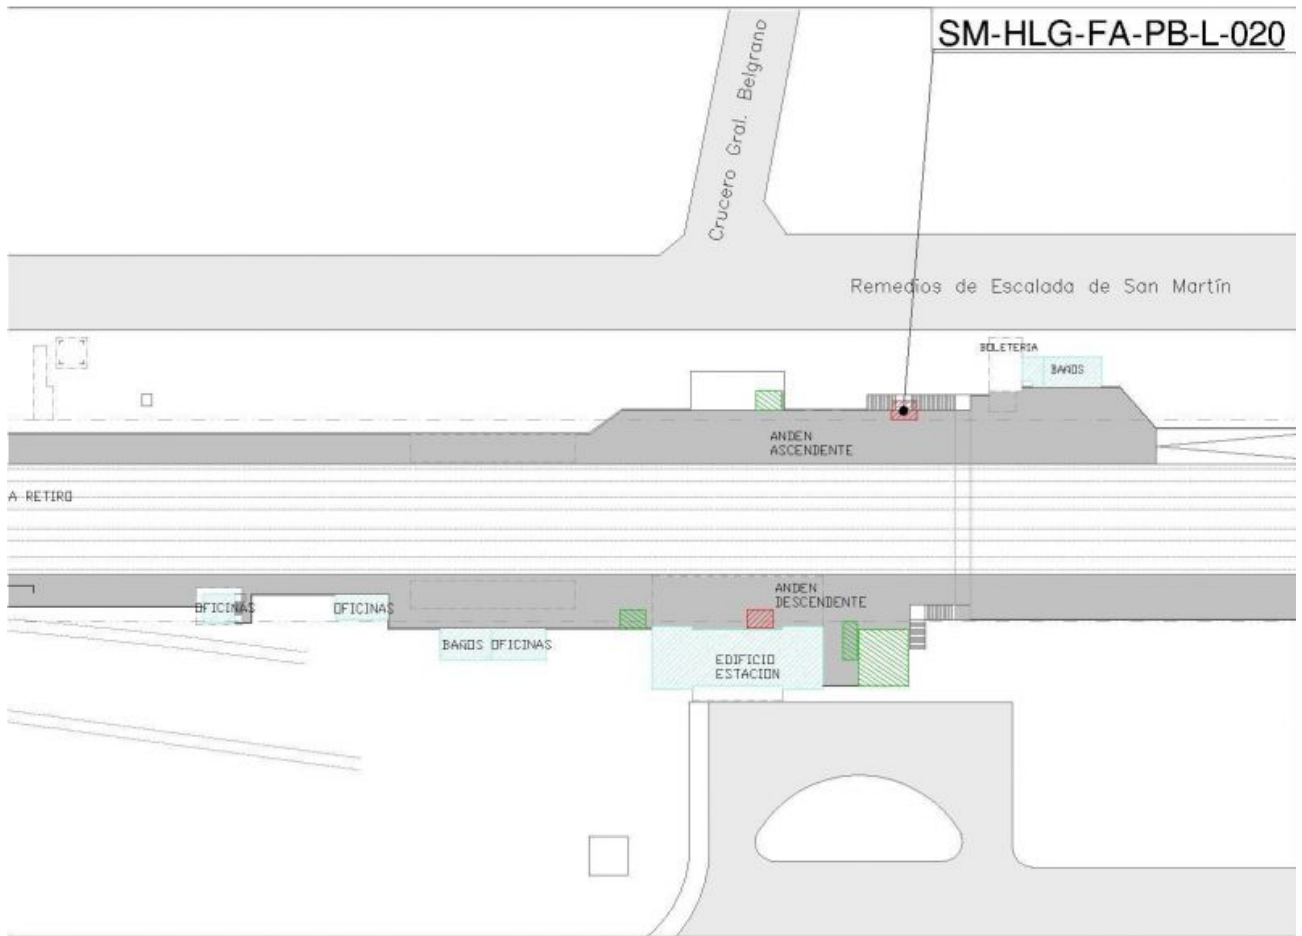 SM-HLG-FA-PB-L-020
Crucero Gral. Belgrano
Remedios de Escalada de San Martín
BOLETERIA
BAÑOS
ANDEN
ASCENDENTE
A RETIRO
ANDEN
DESCENDENTE
OFICINAS
OFICINAS
BAÑOS OFICINAS
EDIFICIO
ESTACION